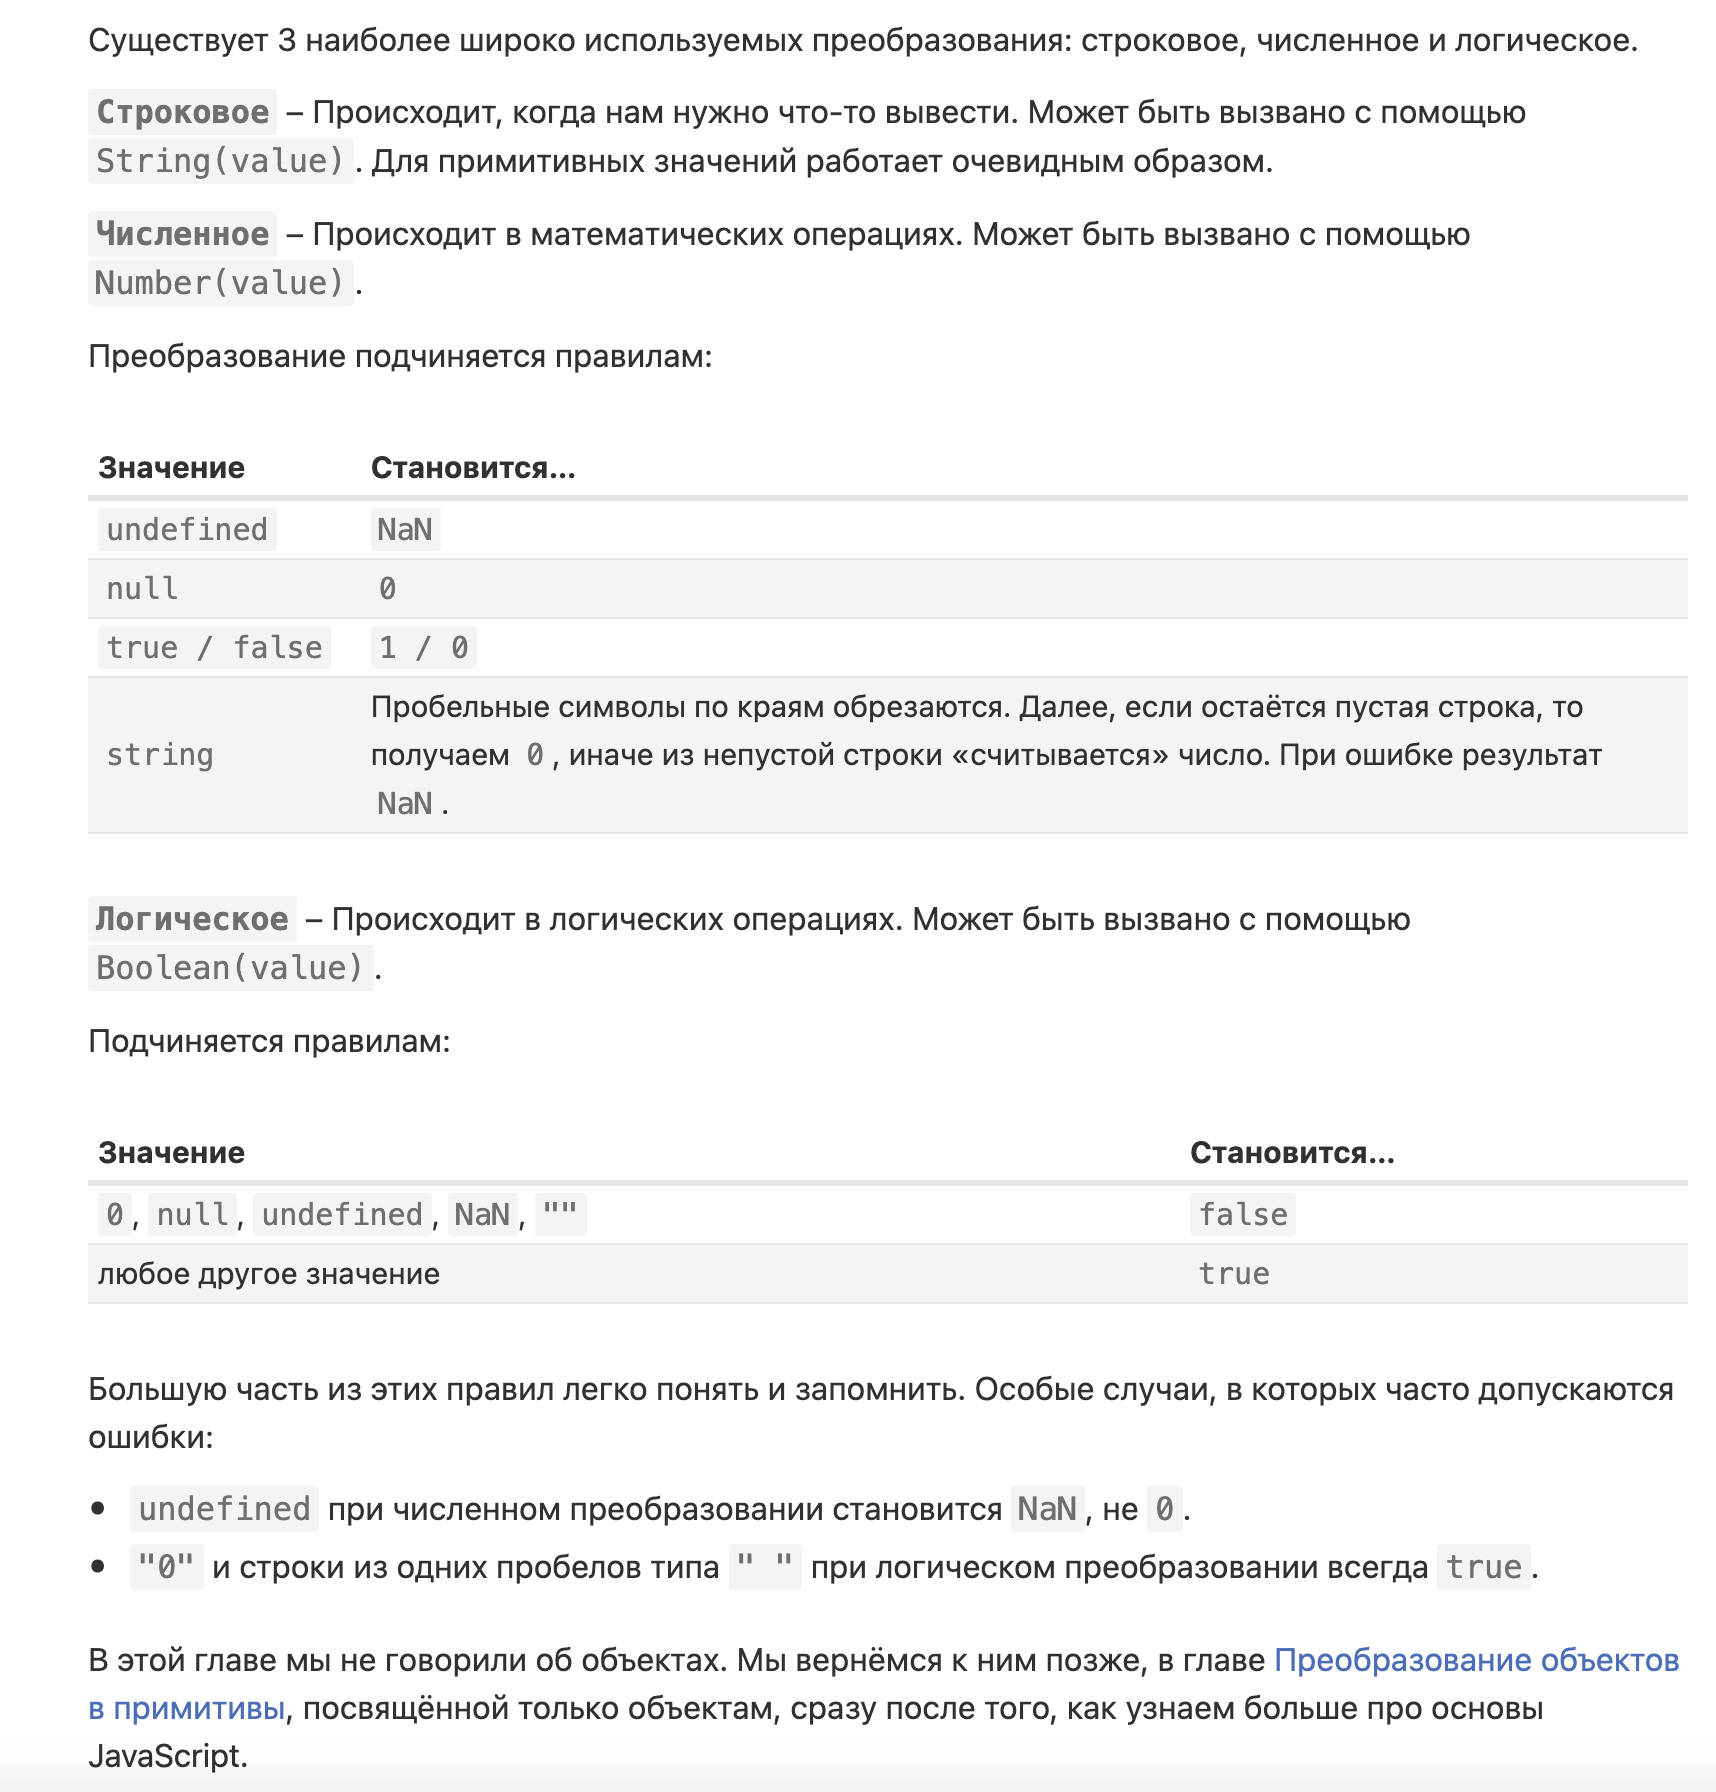 Существует 3 наиболее широко используемых преобразования: строковое, численное и логическое.
Строковое – Происходит, когда нам нужно что-то вывести. Может быть вызвано с помощью
String(value). Для примитивных значений работает очевидным образом.
Численное – Происходит в математических операциях. Может быть вызвано с помощью
Number(value).
Преобразование подчиняется правилам:
Значение Становится...
undefined NaN
null 0
true / false 1 / 0
Пробельные символы по краям обрезаются. Далее, если остаётся пустая строка, то
string получаем 0, иначе из непустой строки «считывается» число. При ошибке результат
NaN.
Логическое – Происходит в логических операциях. Может быть вызвано с помощью
Boolean(value).
Подчиняется правилам:
Значение Становится...
0, null, undefined, NaN, "" false
любое другое значение true
Большую часть из этих правил легко понять и запомнить. Особые случаи, в которых часто допускаются
ошибки:
• undefined при численном преобразовании становится NaN, не 0.
• "0" и строки из одних пробелов типа " " при логическом преобразовании всегда true.
В этой главе мы не говорили об объектах. Мы вернёмся к ним позже, в главе Преобразование объектов
в примитивы, посвящённой только объектам, сразу после того, как узнаем больше про основы
JavaScript.